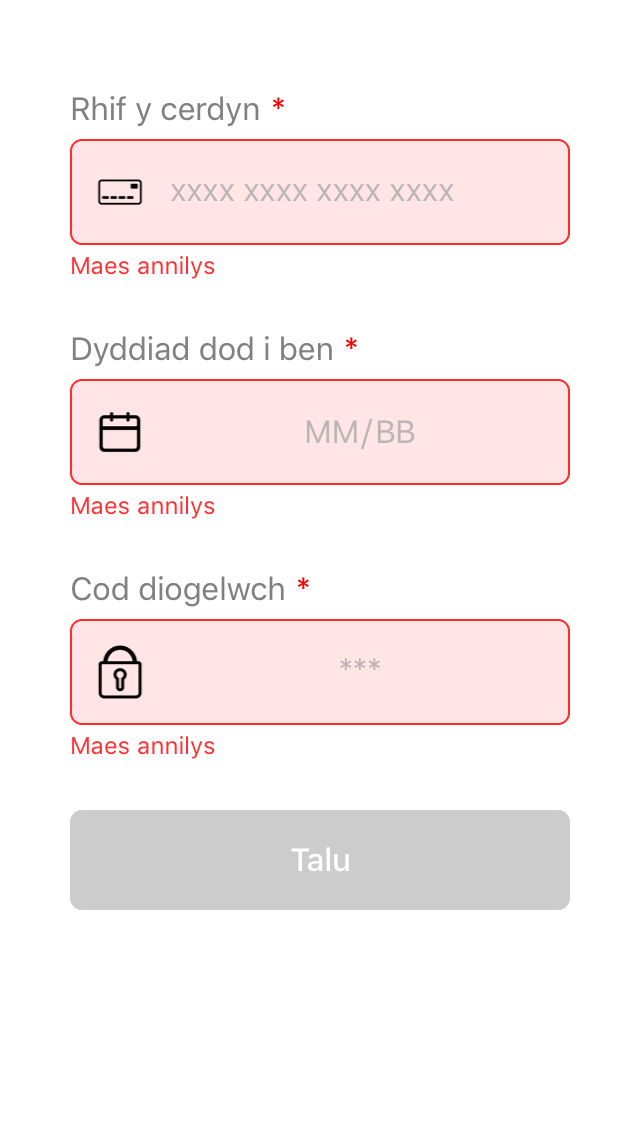 Rhif y cerdyn *
xxxx xxxx xxxx xxxx
Maes annilys
Dyddiad dod i ben *
MM/BB
Maes annilys
Cod diogelwch *
***
Maes annilys
Talu